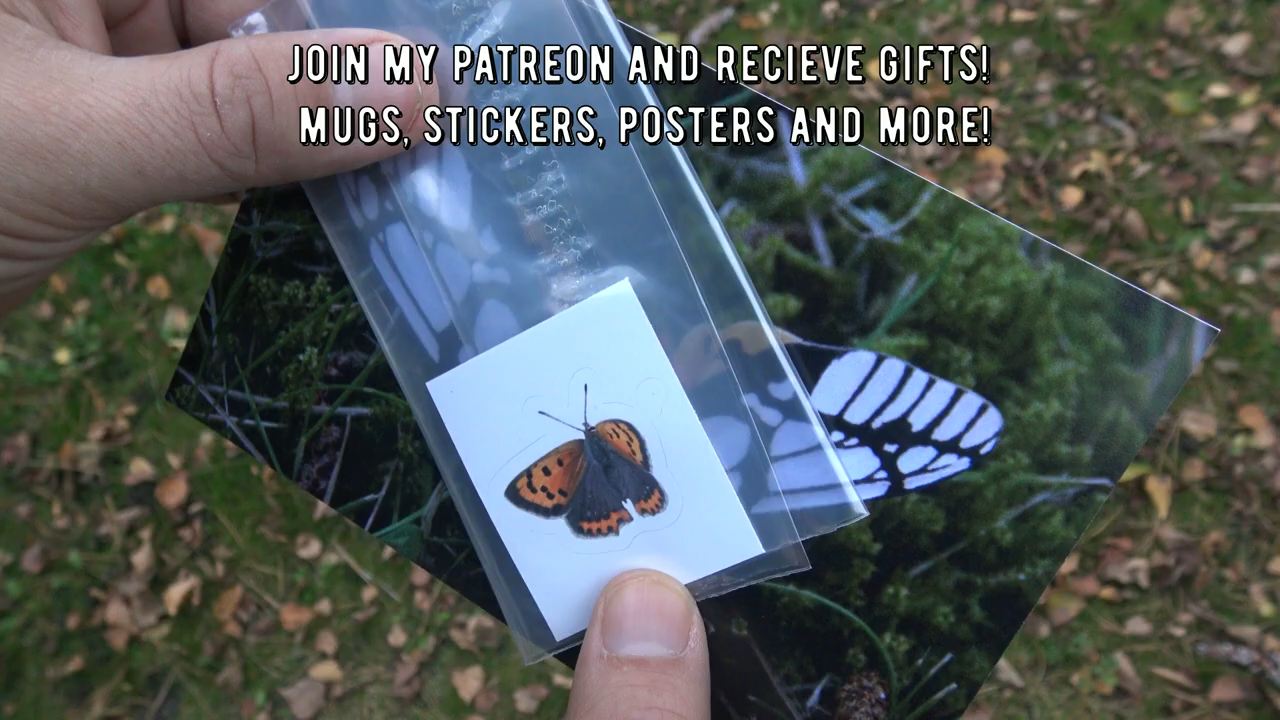 JOIN MY PATREON AND RECIEVE GIFTS!
MUGS, STICKERS, POSTERS AND MORE!